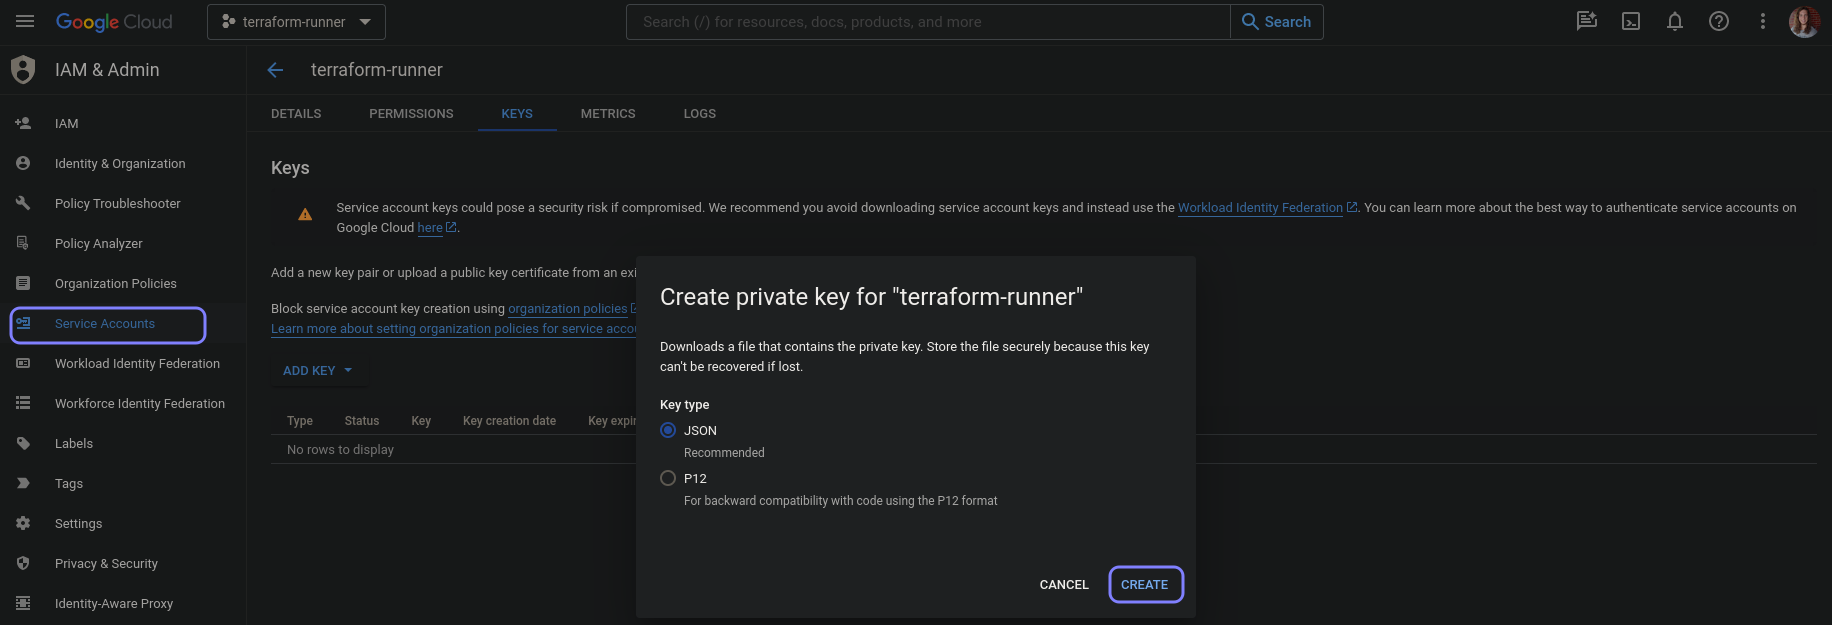 Google Cloud
terraform-runner
Search (/) for resources, docs, products, and more
Search
IAM & Admin
terraform-runner
DETAILS
PERMISSIONS
KEYS
METRICS
LOGS
IAM
Identity & Organization
Policy Troubleshooter
Policy Analyzer
Organization Policies
Service Accounts
Workload Identity Federation
Workforce Identity Federation
Labels
Tags
Settings
Privacy & Security
Identity-Aware Proxy
Keys
Service account keys could pose a security risk if compromised. We recommend you avoid downloading service account keys and instead use the Workload Identity Federation. You can learn more about the best way to authenticate service accounts on
Google Cloud here.
Add a new key pair or upload a public key certificate from an exi
Block service account key creation using organization policies
Learn more about setting organization policies for service accou
ADD KEY
Type Status Key Key creation date Key expir
No rows to display
Create private key for "terraform-runner"
Downloads a file that contains the private key. Store the file securely because this key
can't be recovered if lost.
Key type
JSON
Recommended
P12
For backward compatibility with code using the P12 format
CANCEL
CREATE